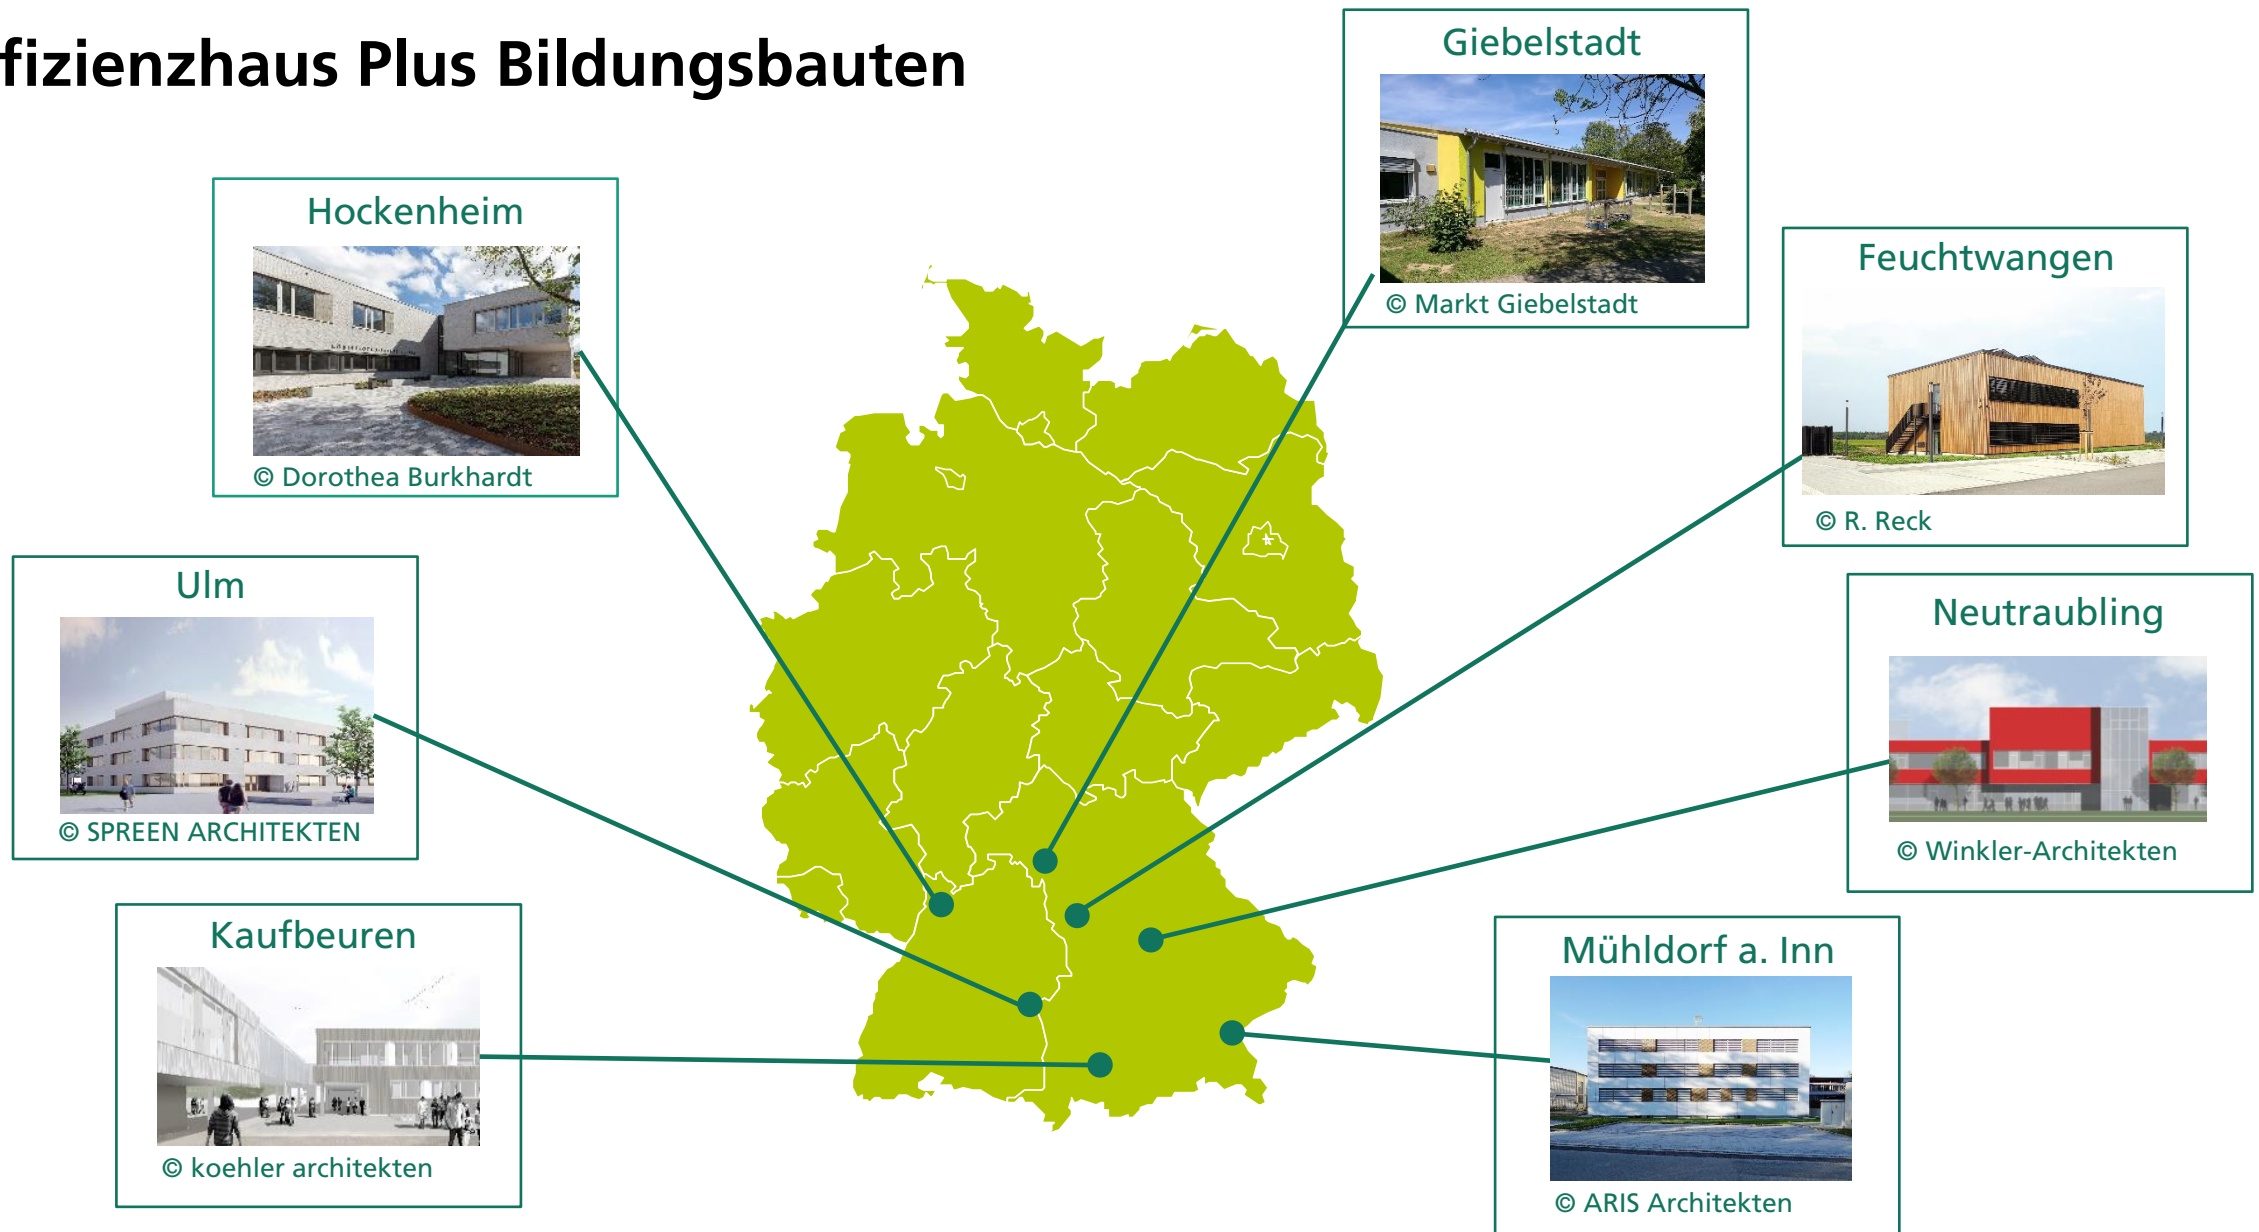 fizienzhaus Plus Bildungsbauten
Giebelstadt
© Markt Giebelstadt
Hockenheim
© Dorothea Burkhardt
Feuchtwangen
© R. Reck
Ulm
© SPREEN ARCHITEKTEN
Neutraubling
© Winkler-Architekten
Kaufbeuren
© koehler architekten
Mühldorf a. Inn
© ARIS Architekten